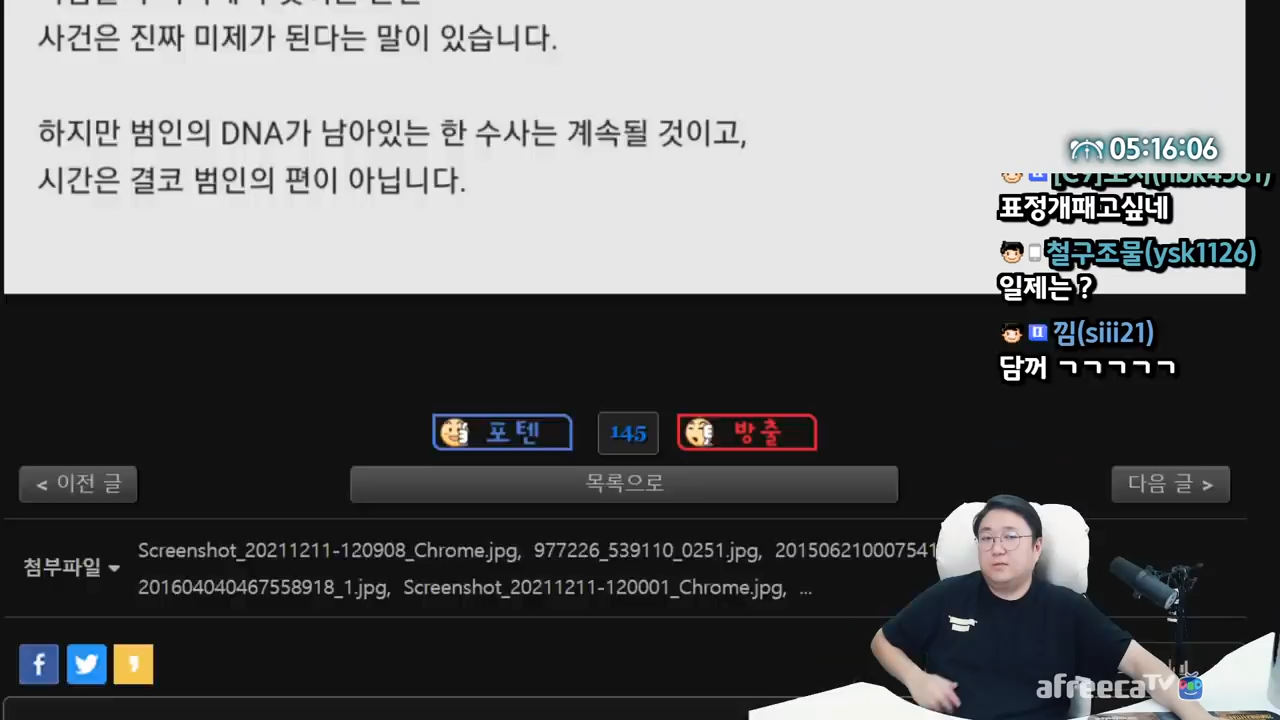 사건은 진짜 미제가 된다는 말이 있습니다.
하지만 범인의 DNA가 남아있는 한 수사는 계속될 것이고,
시간은 결코 범인의 편이 아닙니다.
05:16:06
표정개패고싶네
철구조물(ysk1126)
일제는?
낌(siii21)
담꺼 ㄱㄱㄱㄱㄱ
포텐
145
방출
< 이전 글
목록으로
다음 글 >
첨부파일
Screenshot_20211211-120908_Chrome.jpg, 977226_539110_0251.jpg, 201506210007541
201604040467558918_1.jpg, Screenshot_20211211-120001_Chrome.jpg, ...
afreecaTV